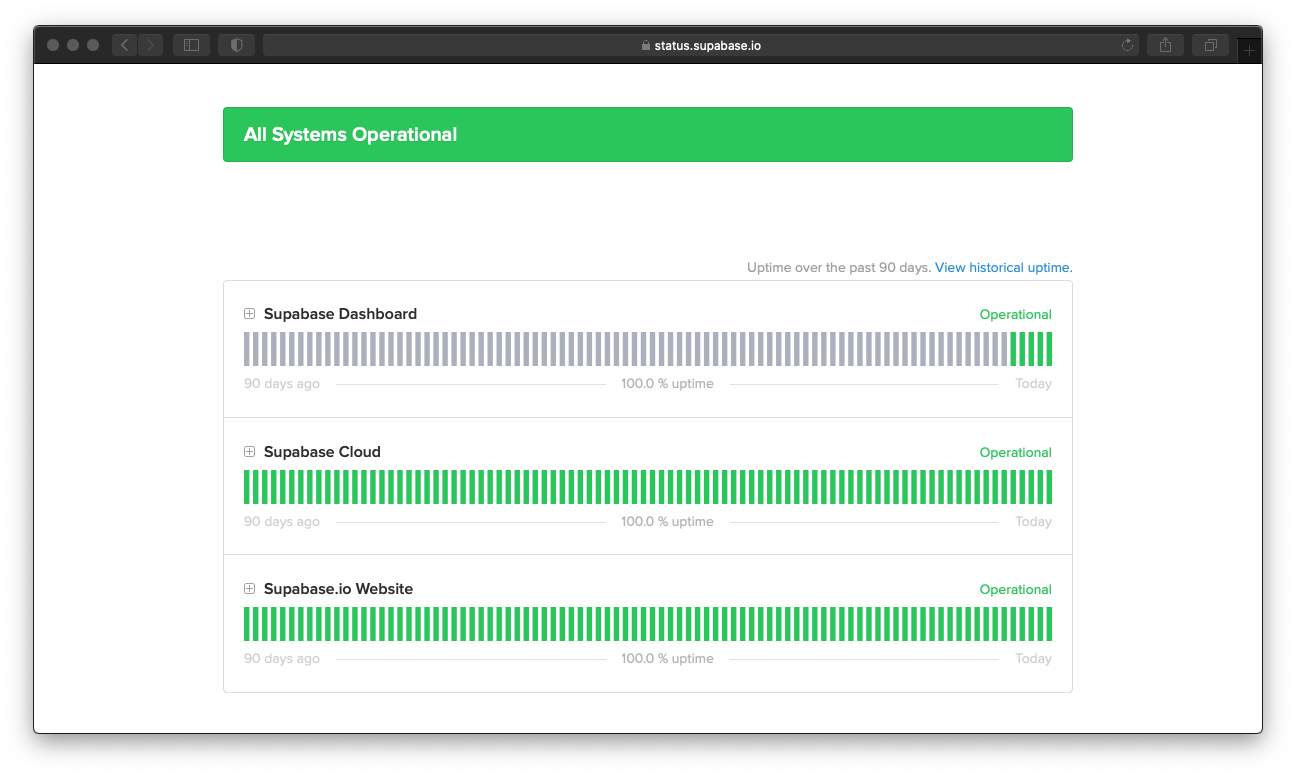 status.supabase.io
All Systems Operational
Uptime over the past 90 days. View historical uptime.
Supabase Dashboard Operational
90 days ago 100.0 % uptime Today
Supabase Cloud Operational
90 days ago 100.0 % uptime Today
Supabase.io Website Operational
90 days ago 100.0 % uptime Today